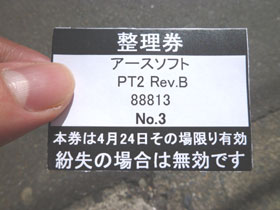 整理券
アースソフト
PT2 Rev.B
88813
No.3
本券は4月24日その場限り有効
紛失の場合は無効です